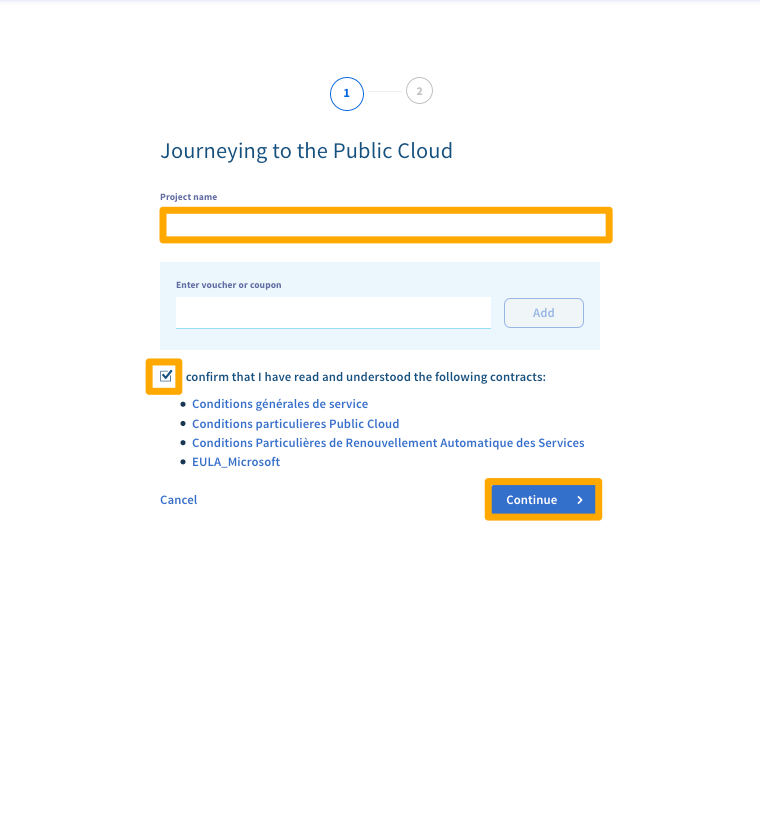 1
2
Journeying to the Public Cloud
Project name
Enter voucher or coupon
Add
confirm that I have read and understood the following contracts:
Conditions générales de service
Conditions particulieres Public Cloud
Conditions Particulières de Renouvellement Automatique des Services
EULA_Microsoft
Cancel
Continue